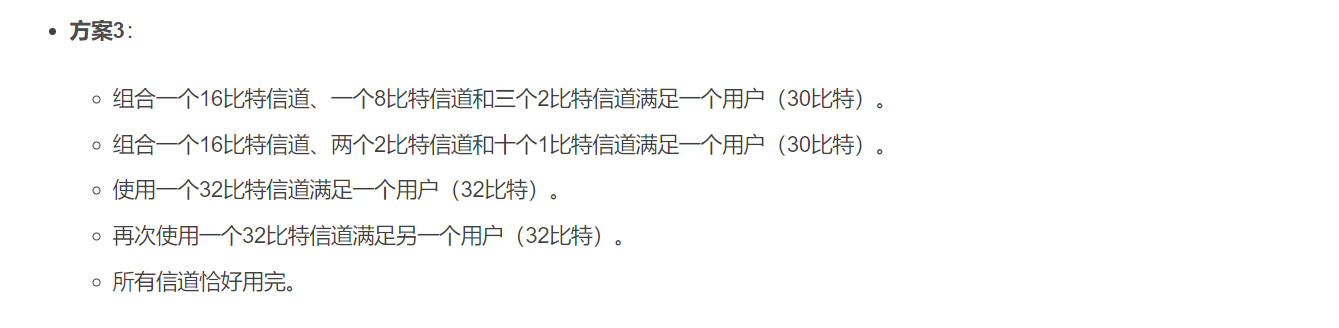 方案3：
组合一个16比特信道、一个8比特信道和三个2比特信道满足一个用户（30比特）。
组合一个16比特信道、两个2比特信道和十个1比特信道满足一个用户（30比特）。
使用一个32比特信道满足一个用户（32比特）。
再次使用一个32比特信道满足另一个用户（32比特）。
所有信道恰好用完。